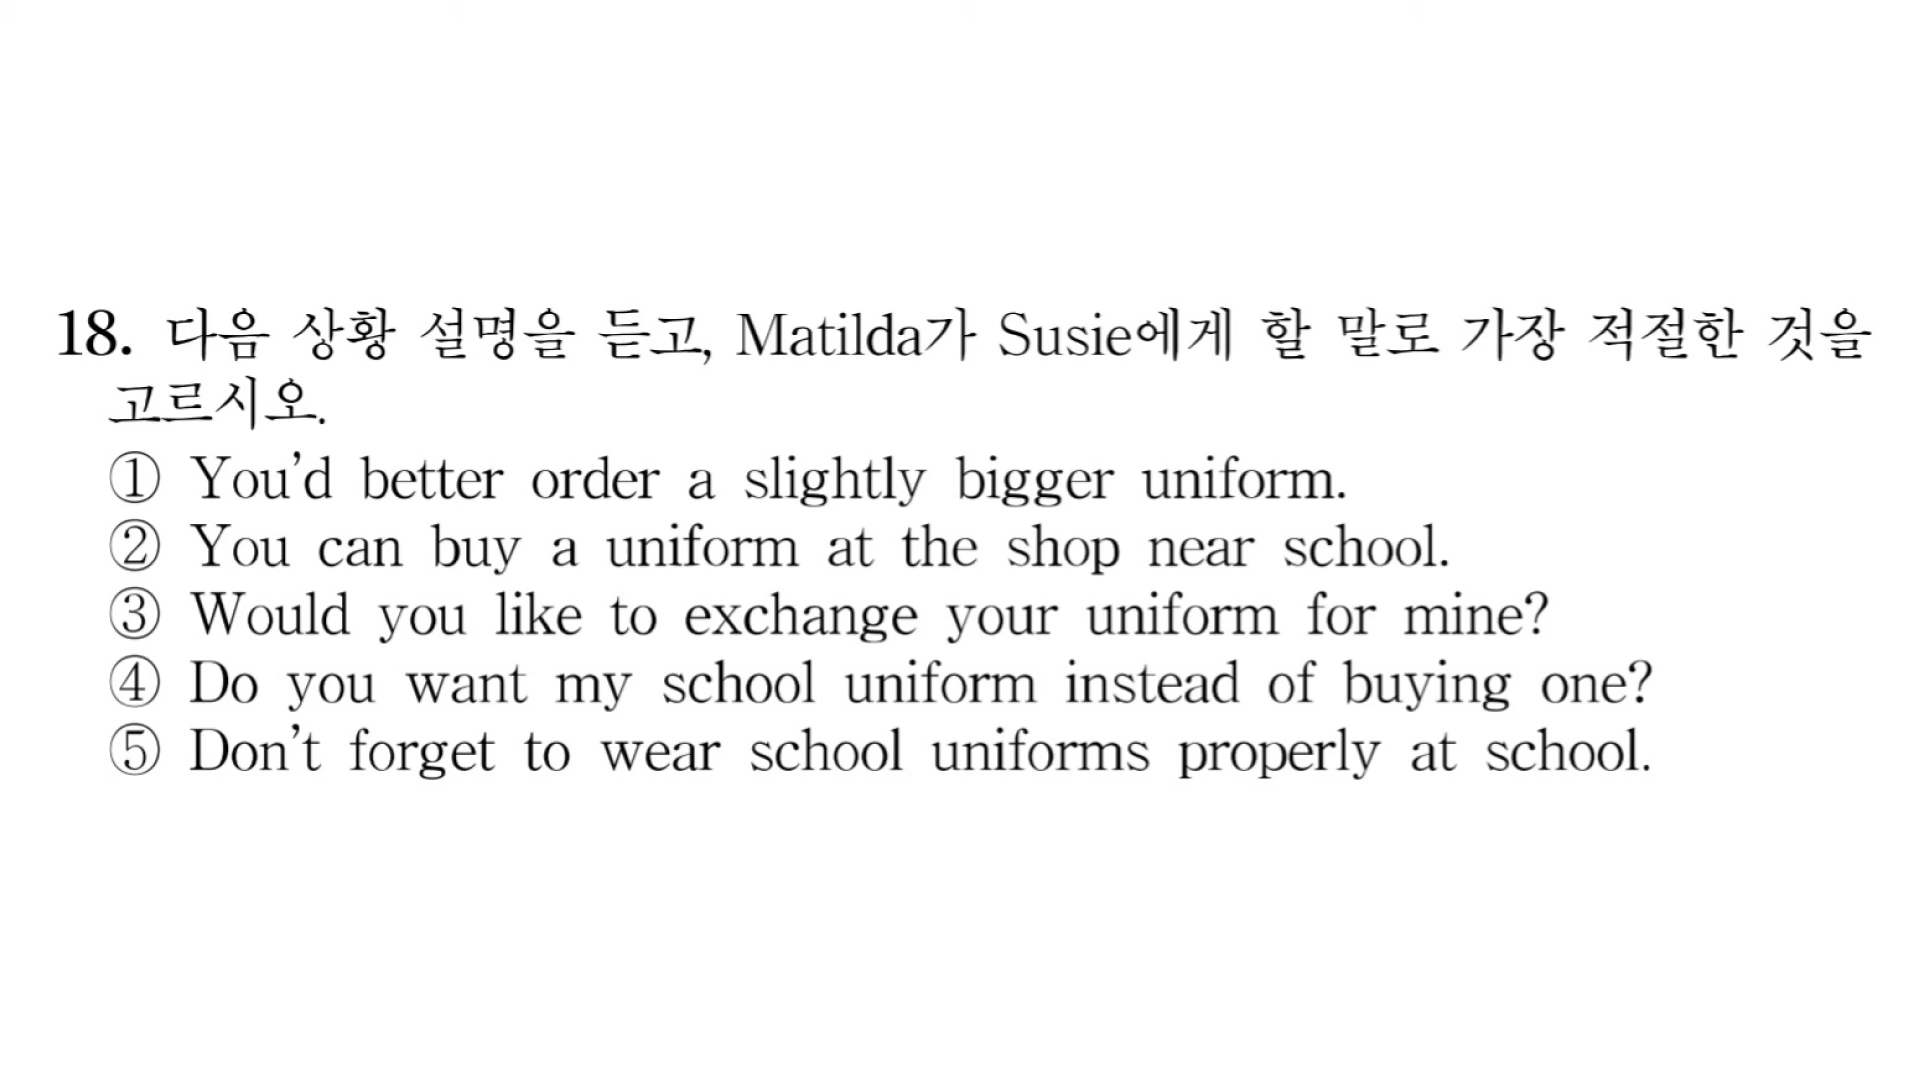 18. 다음 상황 설명을 듣고, Matilda가 Susie에게 할 말로 가장 적절한 것을
고르시오.
① You'd better order a slightly bigger uniform.
② You can buy a uniform at the shop near school.
③ Would you like to exchange your uniform for mine?
④ Do you want my school uniform instead of buying one?
⑤ Don't forget to wear school uniforms properly at school.